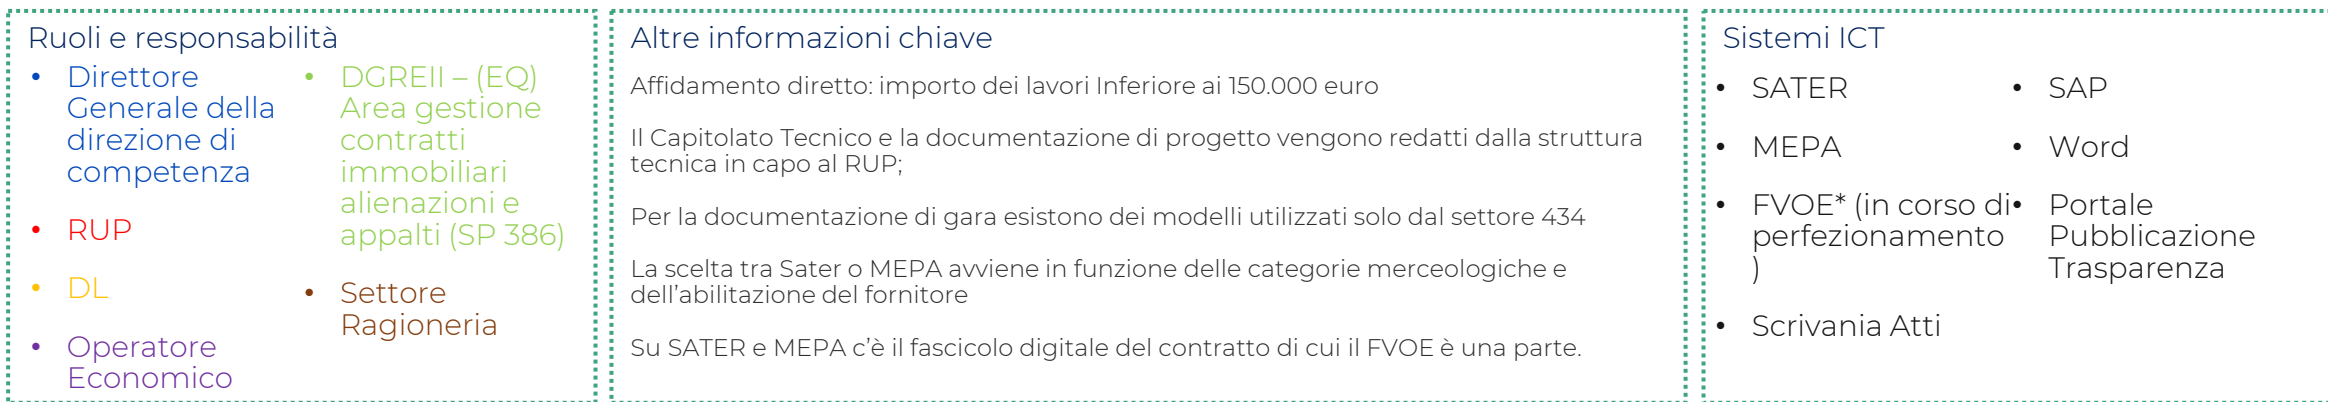 Ruoli e responsabilità
• Direttore
Generale della
direzione di
competenza
• RUP
• DL
• Operatore
Economico
• DGREII – (EQ)
Area gestione
contratti
immobiliari
alienazioni e
appalti (SP 386)
• Settore
Ragioneria
Altre informazioni chiave
Affidamento diretto: importo dei lavori Inferiore ai 150.000 euro
Il Capitolato Tecnico e la documentazione di progetto vengono redatti dalla struttura
tecnica in capo al RUP;
Per la documentazione di gara esistono dei modelli utilizzati solo dal settore 434
La scelta tra Sater o MEPA avviene in funzione delle categorie merceologiche e
dell’abilitazione del fornitore
Su SATER e MEPA c’è il fascicolo digitale del contratto di cui il FVOE è una parte.
Sistemi ICT
• SATER
• MEPA
• FVOE* (in corso di
perfezionamento
)
• Scrivania Atti
• SAP
• Word
• Portale
Pubblicazione
Trasparenza